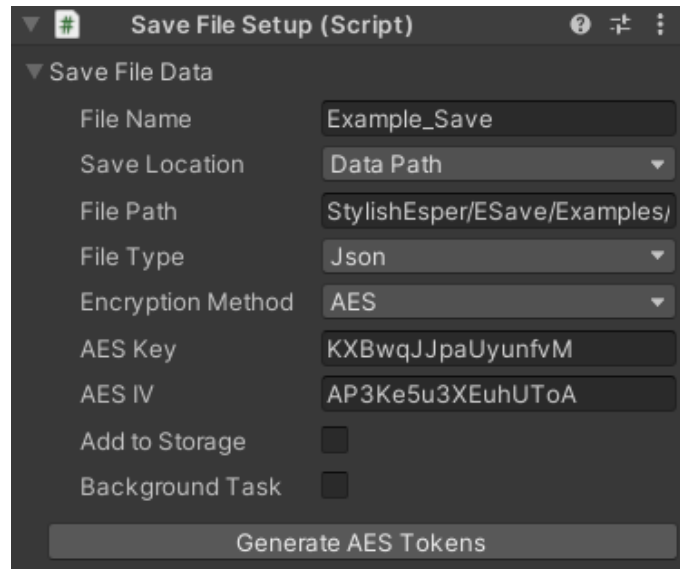 # Save File Setup (Script)
Save File Data
File Name Example_Save
Save Location Data Path
File Path StylishEsper/ESave/Examples/
File Type Json
Encryption Method AES
AES Key KXBwqJJpaUyunfvM
AES IV AP3Ke5u3XEuhUToA
Add to Storage
Background Task
Generate AES Tokens